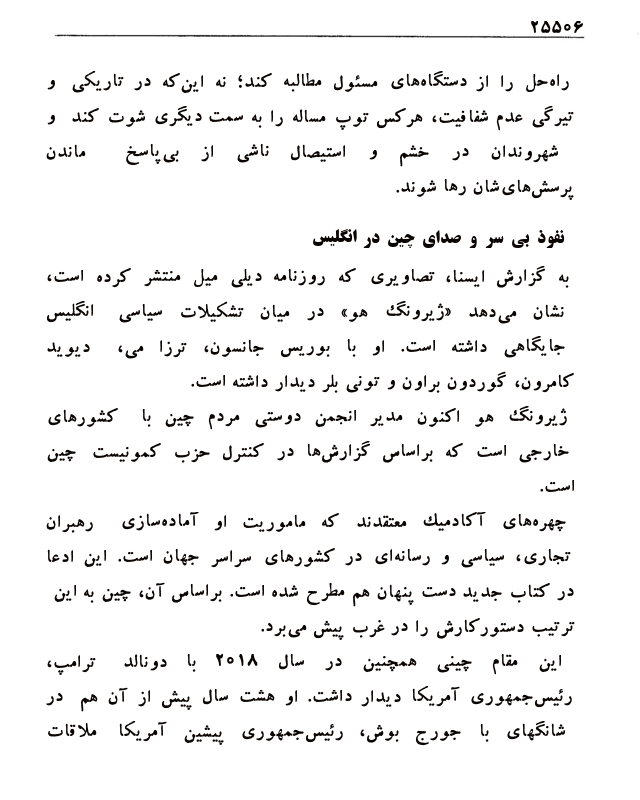 ۲۵۵۰۶
راه‌حل را از دستگاه‌های مسئول مطالبه کند؛ نه این‌که در تاریکی و
تیرگی عدم شفافیت، هرکس توپ مساله را به سمت دیگری شوت کند و
شهروندان در خشم و استیصال ناشی از بی‌پاسخ ماندن
پرسش‌های‌شان رها شوند.
نفوذ بی سر و صدای چین در انگلیس
به گزارش ایسنا، تصاویری که روزنامه دیلی میل منتشر کرده است،
نشان می‌دهد «ژیرونگ هو» در میان تشکیلات سیاسی انگلیس
جایگاهی داشته است. او با بوریس جانسون، ترزا می، دیوید
کامرون، گوردون براون و تونی بلر دیدار داشته است.
ژیرونگ هو اکنون مدیر انجمن دوستی مردم چین با کشورهای
خارجی است که براساس گزارش‌ها در کنترل حزب کمونیست چین
است.
چهره‌های آکادمیک معتقدند که ماموریت او آماده‌سازی رهبران
تجاری، سیاسی و رسانه‌ای در کشورهای سراسر جهان است. این ادعا
در کتاب جدید دست پنهان هم مطرح شده است. براساس آن، چین به این
ترتیب دستورکارش را در غرب پیش می‌برد.
این مقام چینی همچنین در سال ۲۰۱۸ با دونالد ترامپ،
رئیس‌جمهوری آمریکا دیدار داشت. او هشت سال پیش از آن هم در
شانگهای با جورج بوش، رئیس‌جمهوری پیشین آمریکا ملاقات